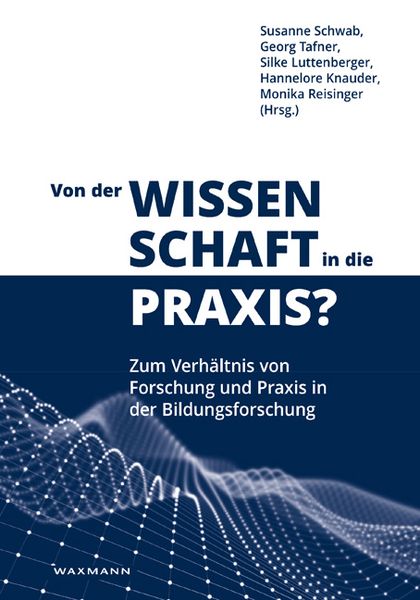 Susanne Schwab,
Georg Tafner,
Silke Luttenberger,
Hannelore Knauder,
Monika Reisinger
(Hrsg.)
Von der WISSEN
SCHAFT in die
PRAXIS?
Zum Verhältnis von
Forschung und Praxis in
der Bildungsforschung
WAXMANN